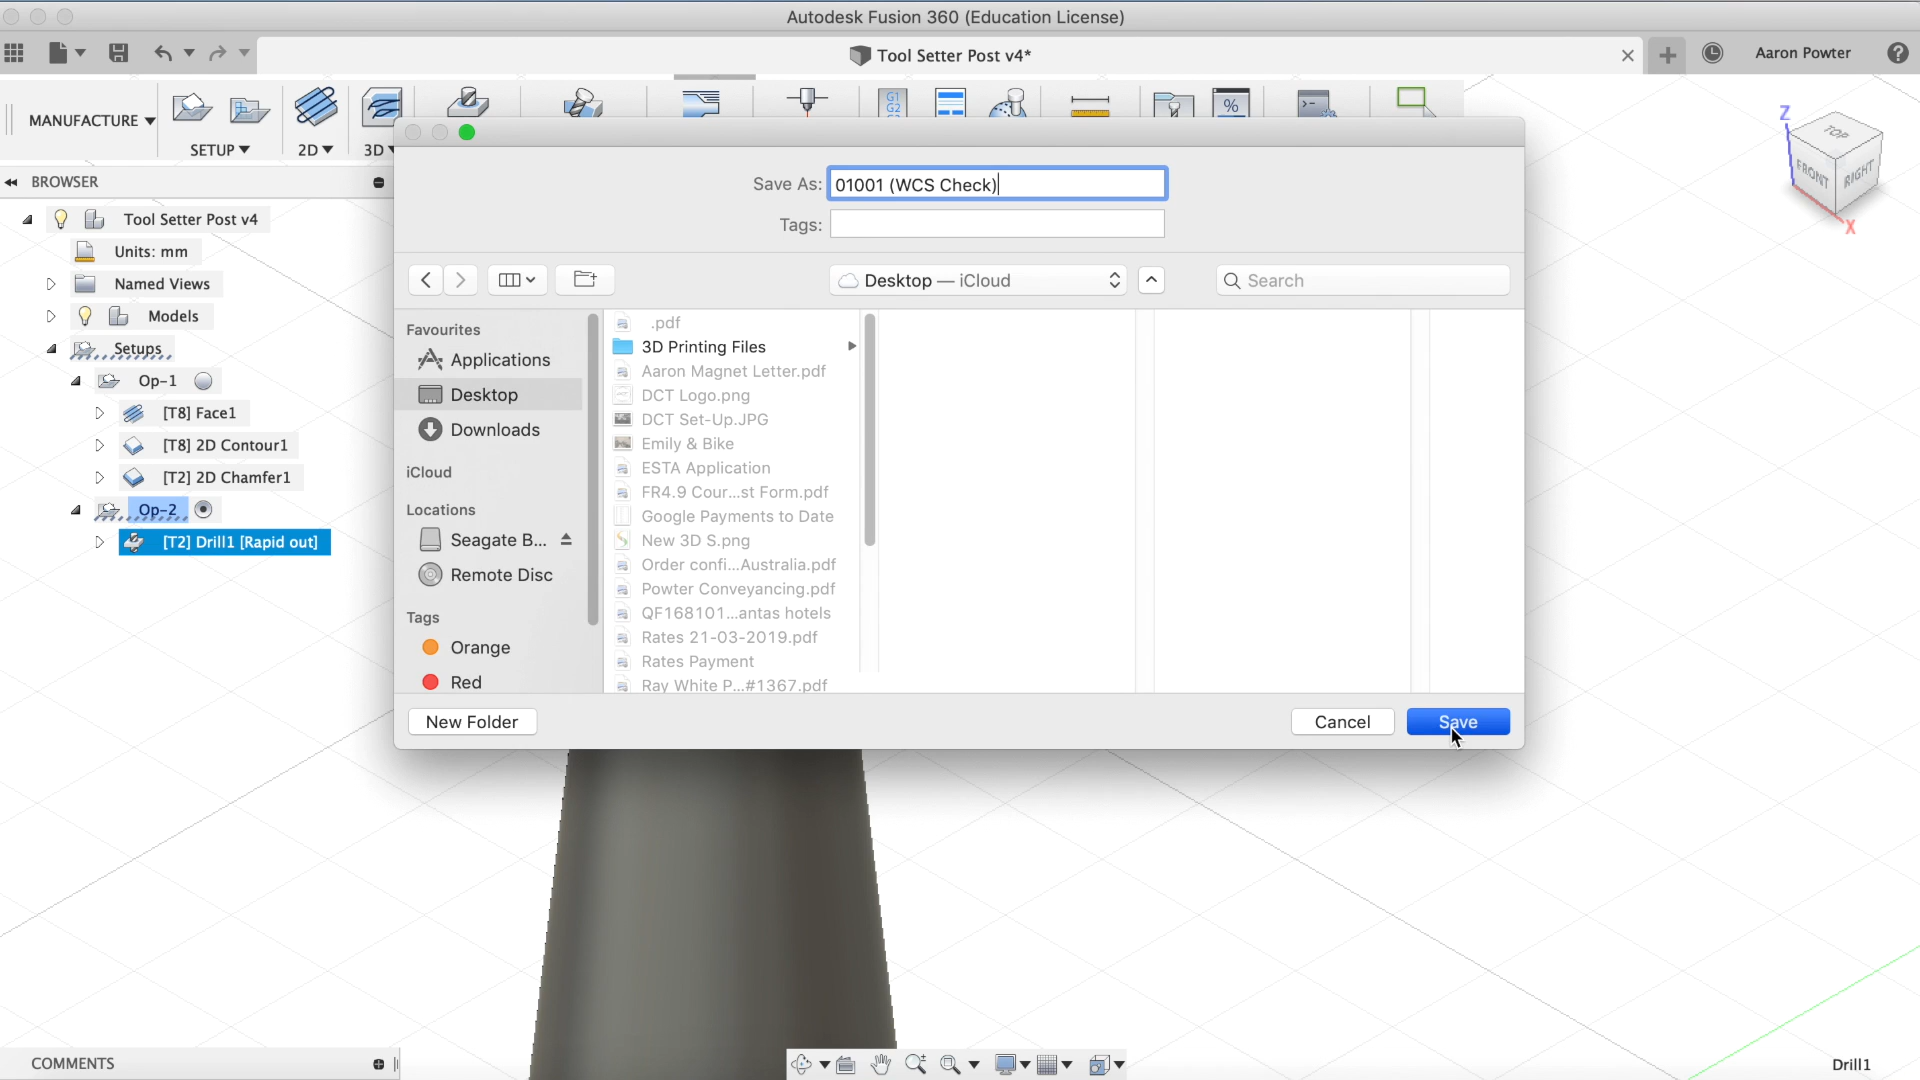 Autodesk Fusion 360 (Education License)
Tool Setter Post v4*
Aaron Powter
MANUFACTURE
SETUP
2D
3D
G1
G2
%
BROWSER
Tool Setter Post v4
Units: mm
Named Views
Models
Setups
Op-1
[T8] Face1
[T8] 2D Contour1
[T2] 2D Chamfer1
Op-2
[T2] Drill1 [Rapid out]
Save As: 01001 (WCS Check)
Tags:
Desktop — iCloud
Search
Favourites
Applications
Desktop
Downloads
iCloud
Locations
Seagate B...
Remote Disc
Tags
Orange
Red
.pdf
3D Printing Files
Aaron Magnet Letter.pdf
DCT Logo.png
DCT Set-Up.JPG
Emily & Bike
ESTA Application
FR4.9 Cour...st Form.pdf
Google Payments to Date
New 3D S.png
Order confi...Australia.pdf
Powter Conveyancing.pdf
QF168101...antas hotels
Rates 21-03-2019.pdf
Rates Payment
Ray White P...#1367.pdf
New Folder
Cancel
Save
Z
TOP
FRONT
RIGHT
X
COMMENTS
Drill1